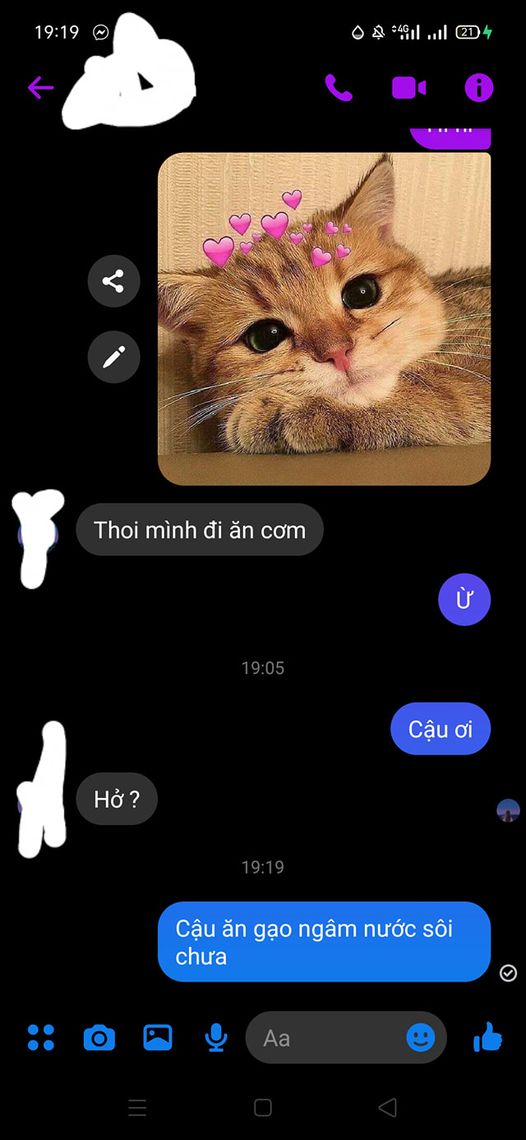 19:19
4G
21
Thoi mình đi ăn cơm
Ừ
19:05
Cậu ơi
Hở ?
19:19
Cậu ăn gạo ngâm nước sôi
chưa
Aa